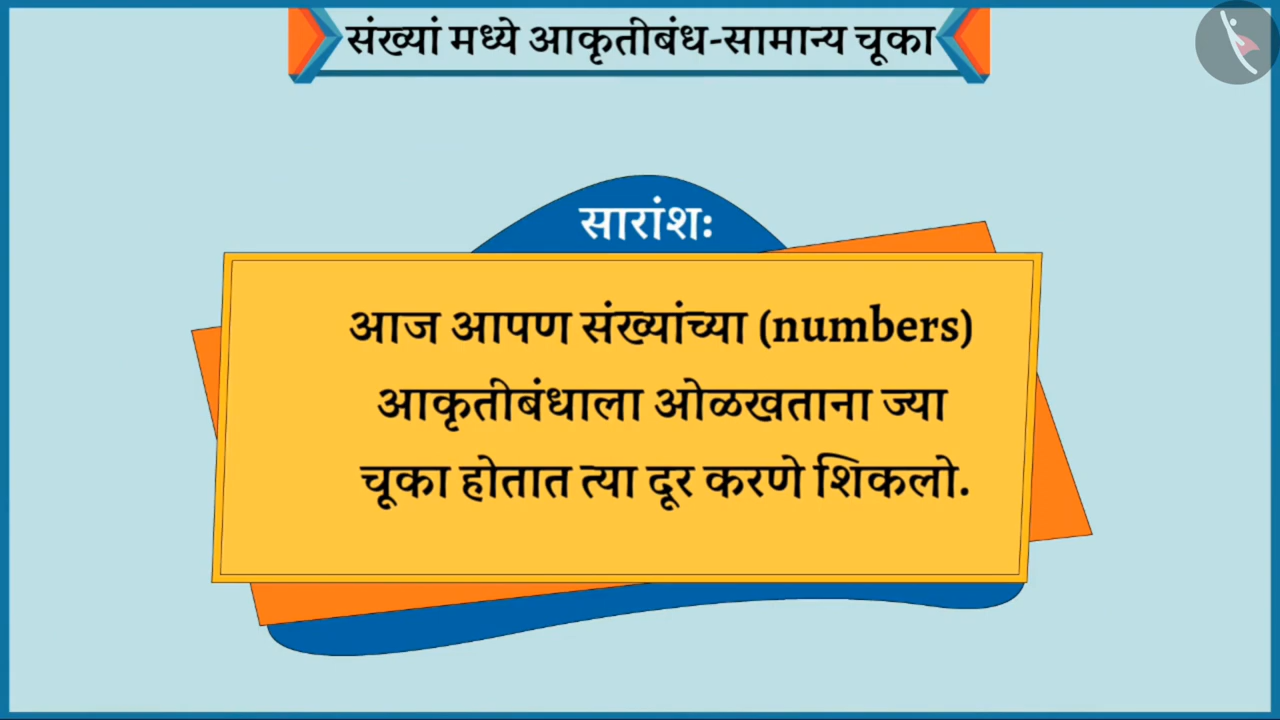 संख्यां मध्ये आकृतीबंध-सामान्य चूका
सारांशः
आज आपण संख्यांच्या (numbers)
आकृतीबंधाला ओळखताना ज्या
चूका होतात त्या दूर करणे शिकलो.